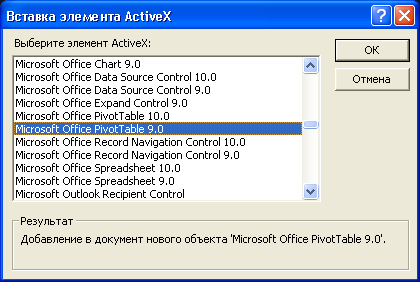 Вставка элемента ActiveX
Выберите элемент ActiveX:
Microsoft Office Chart 9.0
Microsoft Office Data Source Control 10.0
Microsoft Office Data Source Control 9.0
Microsoft Office Expand Control 9.0
Microsoft Office PivotTable 10.0
Microsoft Office PivotTable 9.0
Microsoft Office Record Navigation Control 10.0
Microsoft Office Record Navigation Control 9.0
Microsoft Office Spreadsheet 10.0
Microsoft Office Spreadsheet 9.0
Microsoft Outlook Recipient Control
OK
Отмена
Результат
Добавление в документ нового объекта 'Microsoft Office PivotTable 9.0'.